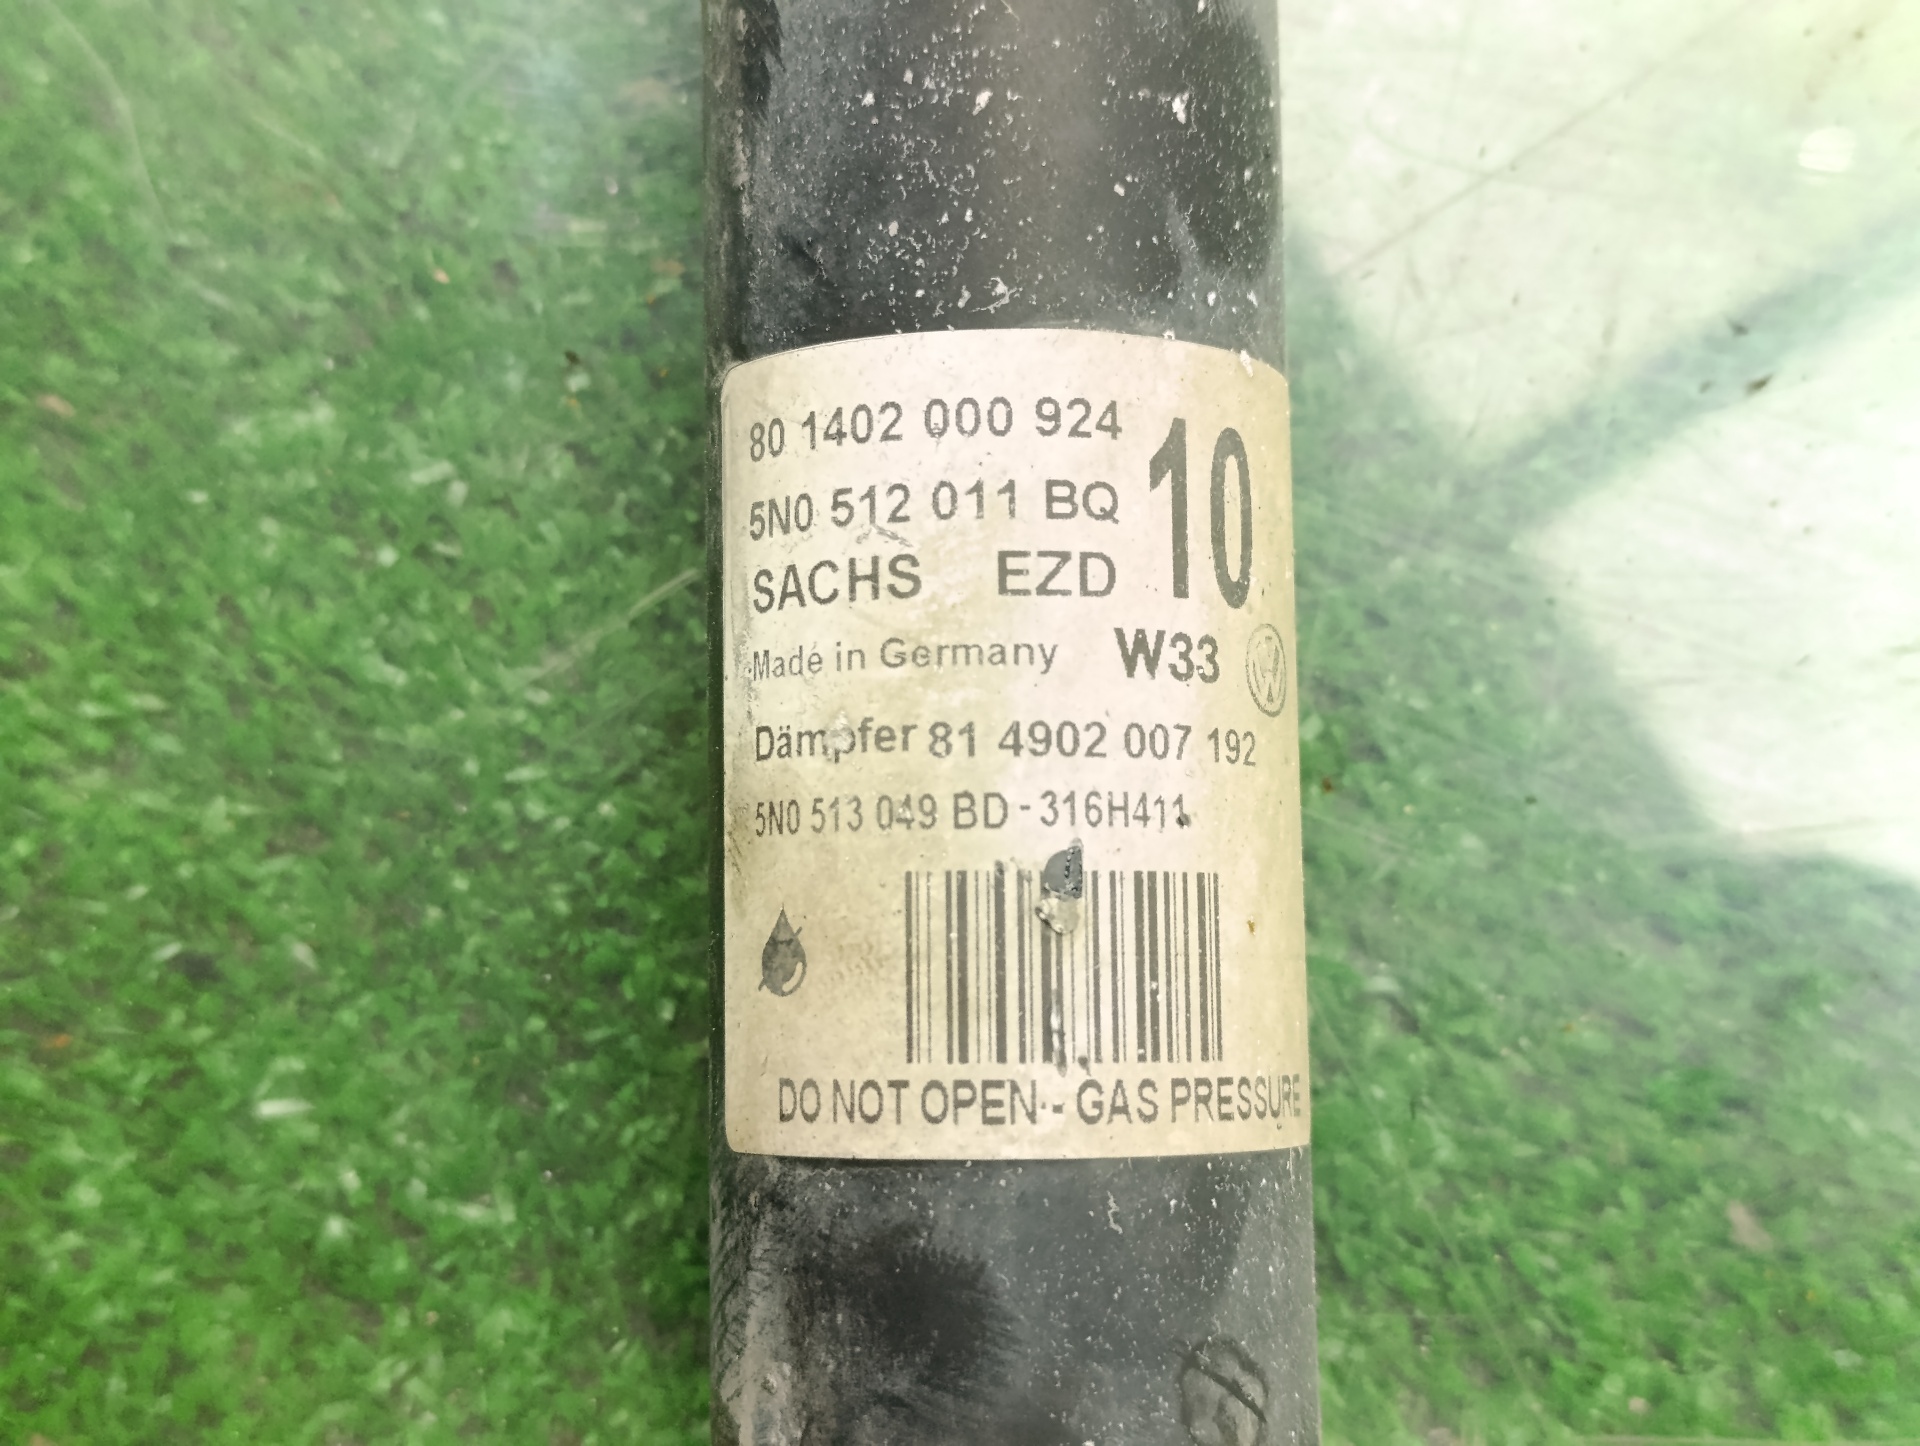 80 1402 000 924
10
5N0 512 011 BQ
SACHS EZD
Made in Germany W33
Dämpfer 81 4902 007 192
5N0 513 049 BD - 316H411
DO NOT OPEN - GAS PRESSURE